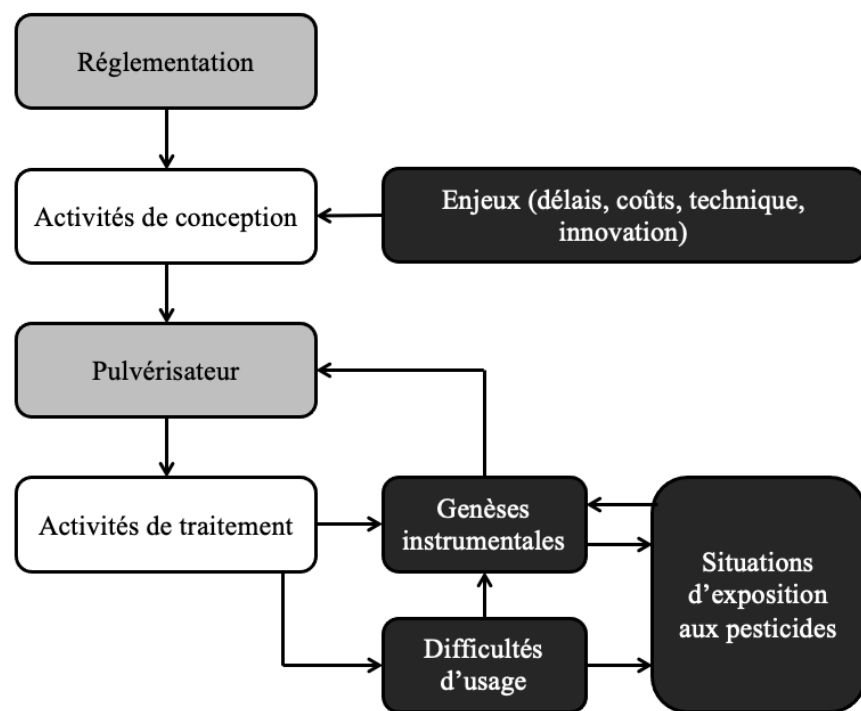 Réglementation
Activités de conception
Enjeux (délais, coûts, technique,
innovation)
Pulvérisateur
Activités de traitement
Genèses
instrumentales
Situations
d’exposition
aux pesticides
Difficultés
d’usage